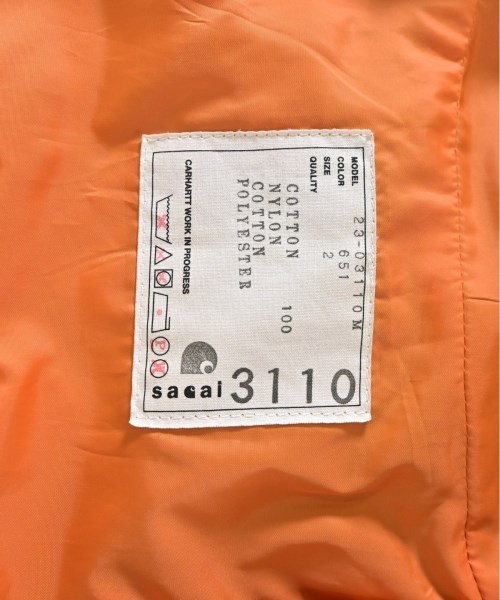 MODEL 23-03110M
COLOR 651
SIZE 2
QUALITY
COTTON 100
NYLON
COTTON
POLYESTER
CARHARTT WORK IN PROGRESS
P
W
sacai 3110